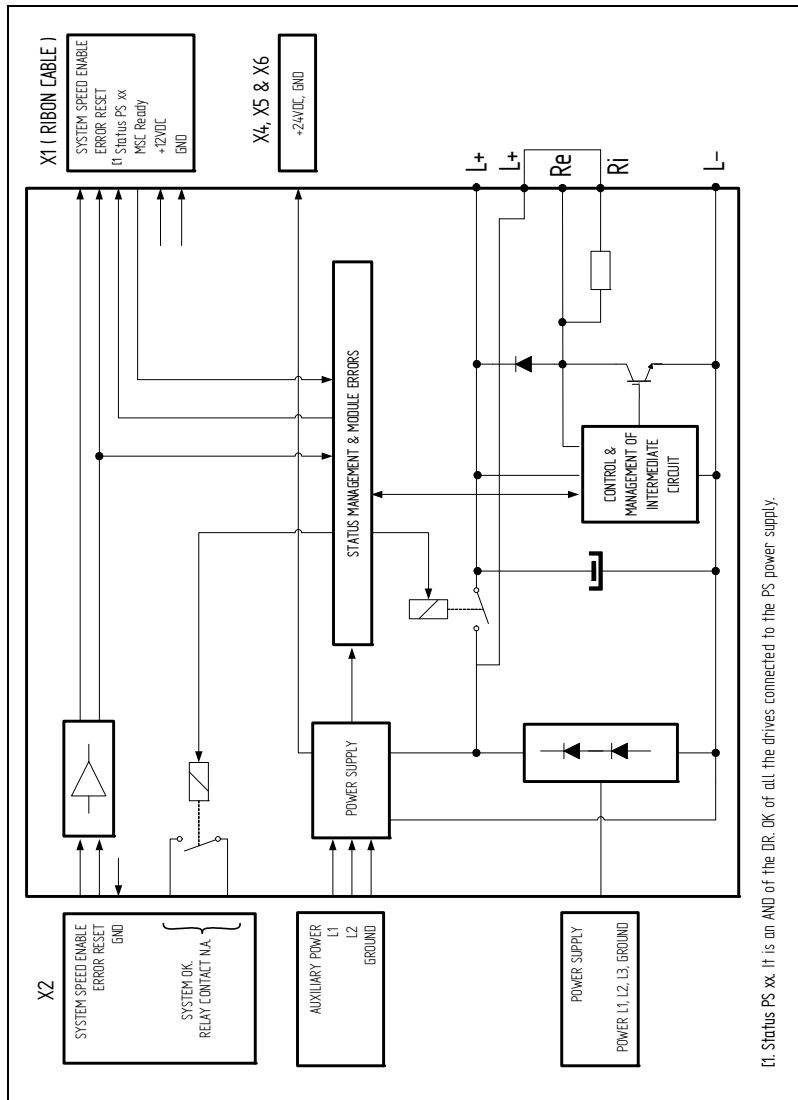 X2
SYSTEM SPEED ENABLE
ERROR RESET
GND
SYSTEM OK.
RELAY CONTACT N.A.
AUXILIARY POWER
L1
L2
GROUND
POWER SUPPLY
POWER L1, L2, L3, GROUND
POWER SUPPLY
STATUS MANAGEMENT & MODULE ERRORS
CONTROL &
MANAGEMENT OF
INTERMEDIATE
CIRCUIT
X1 ( RIBON CABLE )
SYSTEM SPEED ENABLE
ERROR RESET
[1 Status PS xx
MSC Ready
+12VDC
GND
X4, X5 & X6
+24VDC, GND
L+
L+
Re
Ri
L-
[1. Status PS xx. It is an AND of the DR. OK of all the drives connected to the PS power supply.